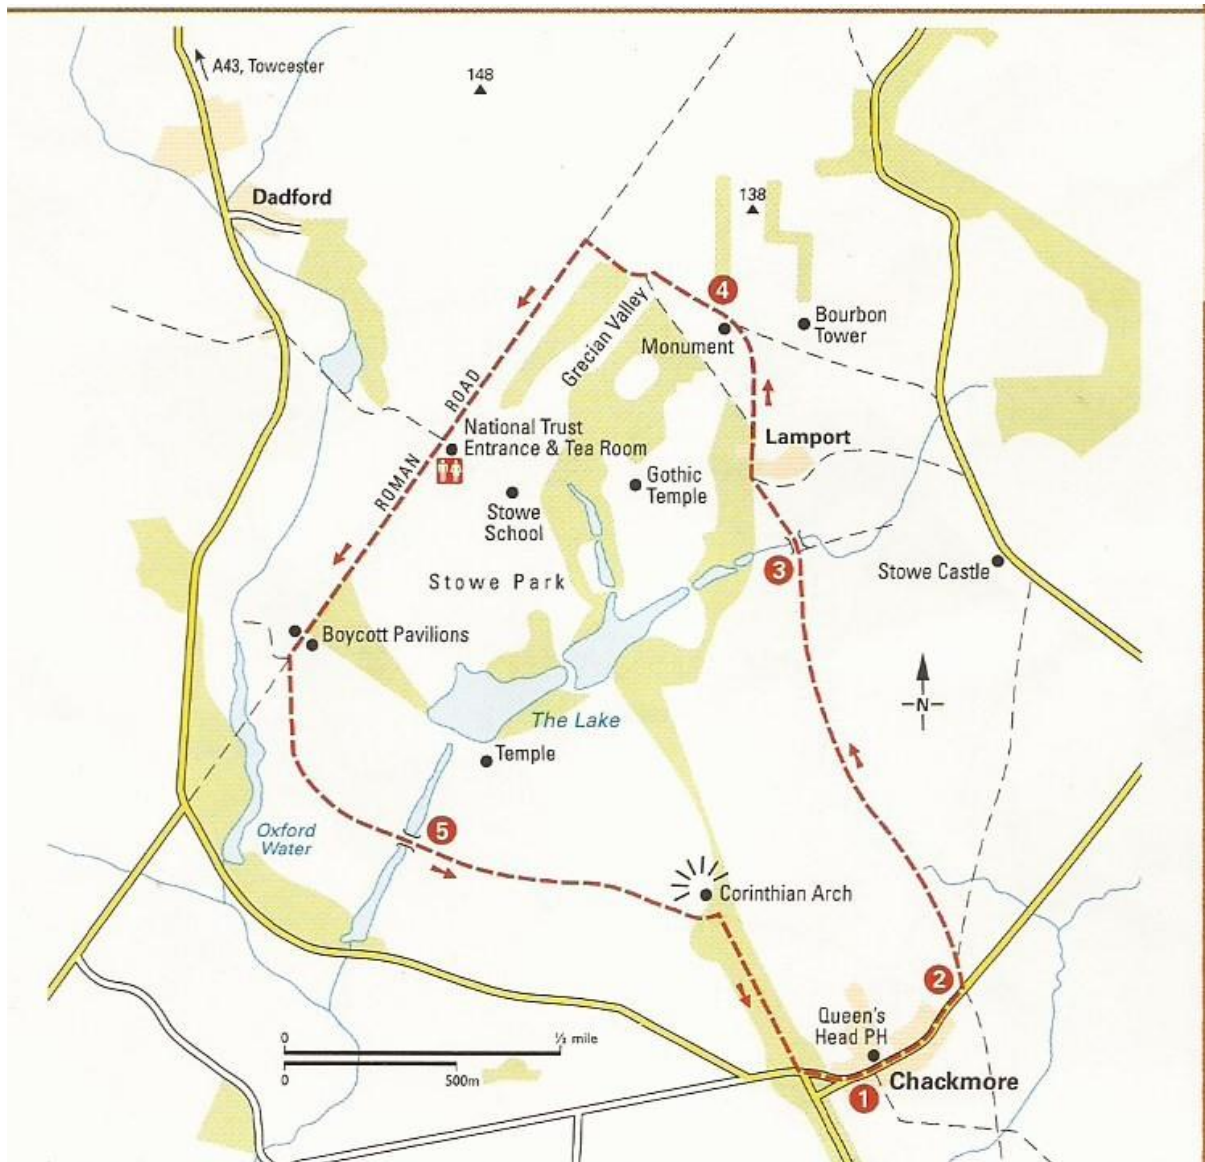 A43, Towcester
148
Dadford
138
4
Bourbon
Tower
Monument
Grecian Valley
ROAD
ROMAN
National Trust
Entrance & Tea Room
Lamport
Gothic
Temple
Stowe
School
3
Stowe Castle
Stowe Park
Boycott Pavilions
N
The Lake
Temple
5
Oxford
Water
Corinthian Arch
2
Queen's
Head PH
0
½ mile
0
500m
Chackmore
1